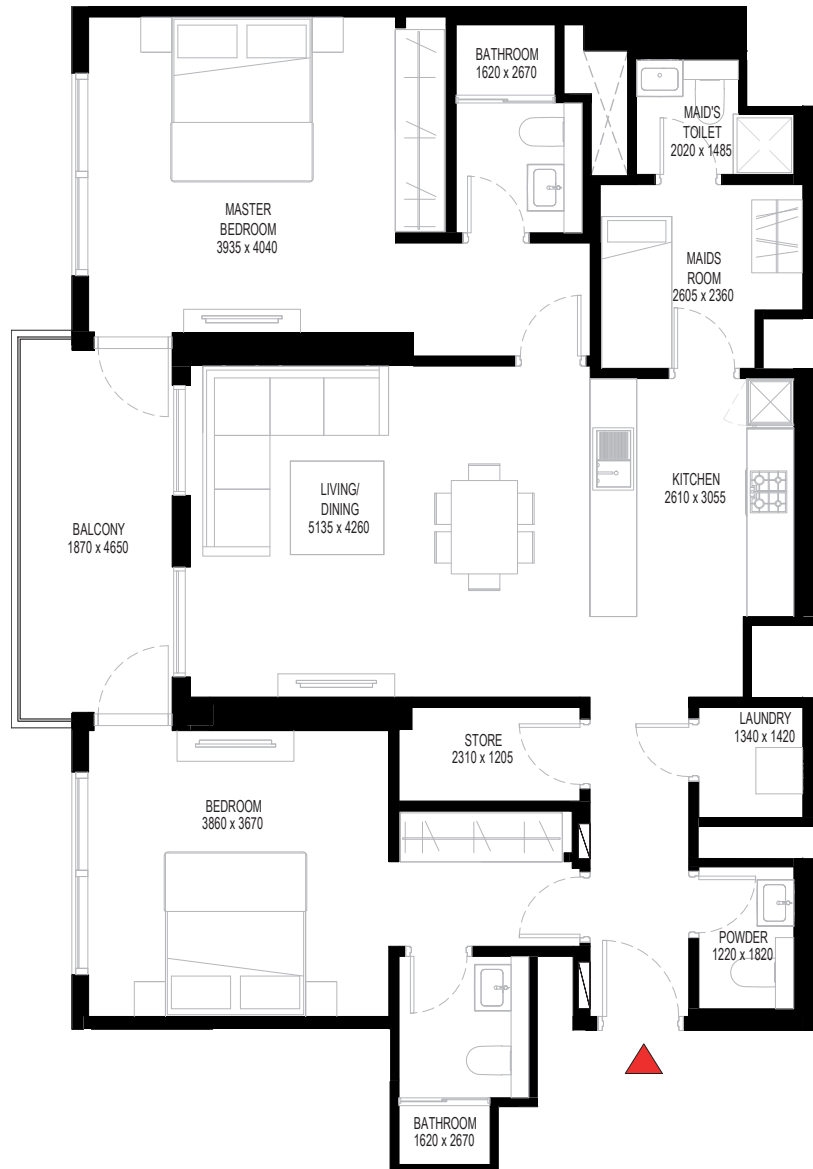 BATHROOM
1620 x 2670
MAID'S
TOILET
2020 x 1485
MASTER
BEDROOM
3935 x 4040
MAIDS
ROOM
2605 x 2360
LIVING/
DINING
5135 x 4260
KITCHEN
2610 x 3055
BALCONY
1870 x 4650
STORE
2310 x 1205
LAUNDRY
1340 x 1420
BEDROOM
3860 x 3670
POWDER
1220 x 1820
BATHROOM
1620 x 2670